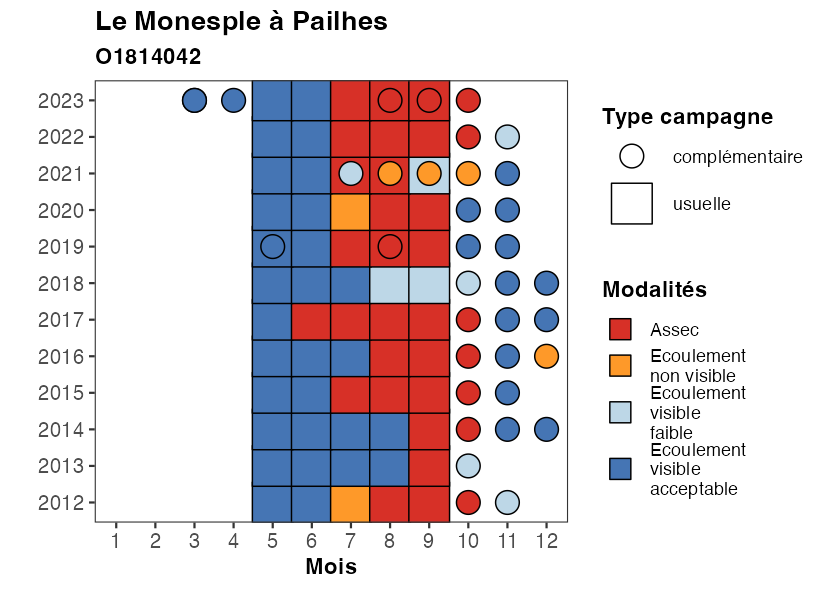 Le Monesple à Pailhes
O1814042
2023
2022
2021
2020
2019
2018
2017
2016
2015
2014
2013
2012
1 2 3 4 5 6 7 8 9 10 11 12
Mois
Type campagne
complémentaire
usuelle
Modalités
Assec
Ecoulement
non visible
Ecoulement
visible
faible
Ecoulement
visible
acceptable